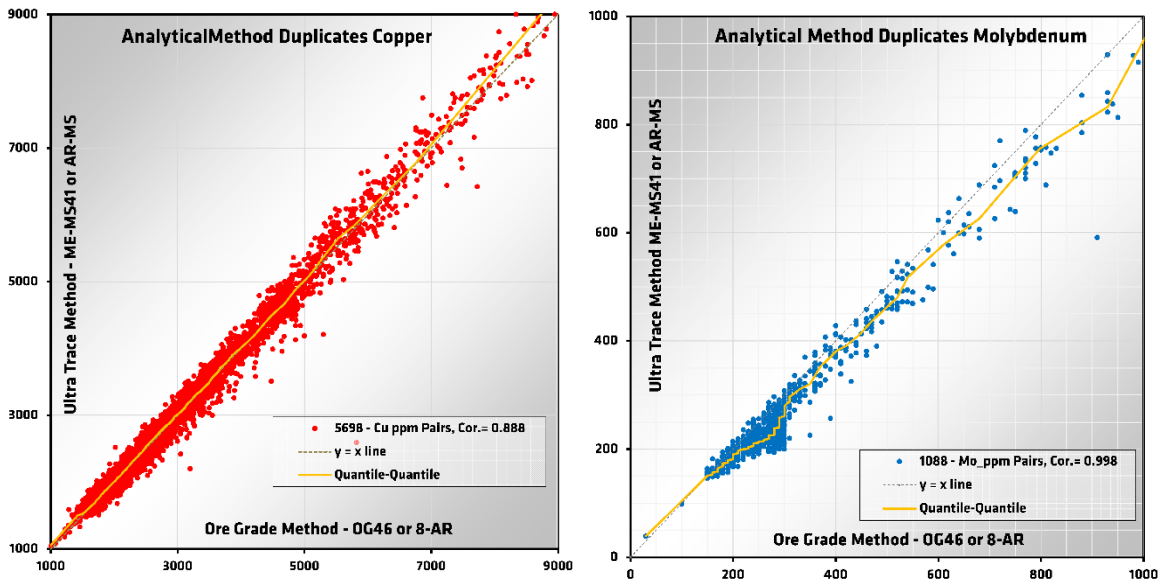 AnalyticalMethod Duplicates Copper
9000
7000
5000
3000
1000
Ultra Trace Method - ME-MS41 or AR-MS
5698 - Cu ppm Pairs, Cor.= 0.888
y = x line
Quantile-Quantile
Ore Grade Method - OG46 or 8-AR
1000 3000 5000 7000 9000
Analytical Method Duplicates Molybdenum
1000
800
600
400
200
0
Ultra Trace Method ME-MS41 or AR-MS
1088 - Mo_ppm Pairs, Cor.= 0.998
y = x line
Quantile-Quantile
Ore Grade Method - OG46 or 8-AR
0 200 400 600 800 1000